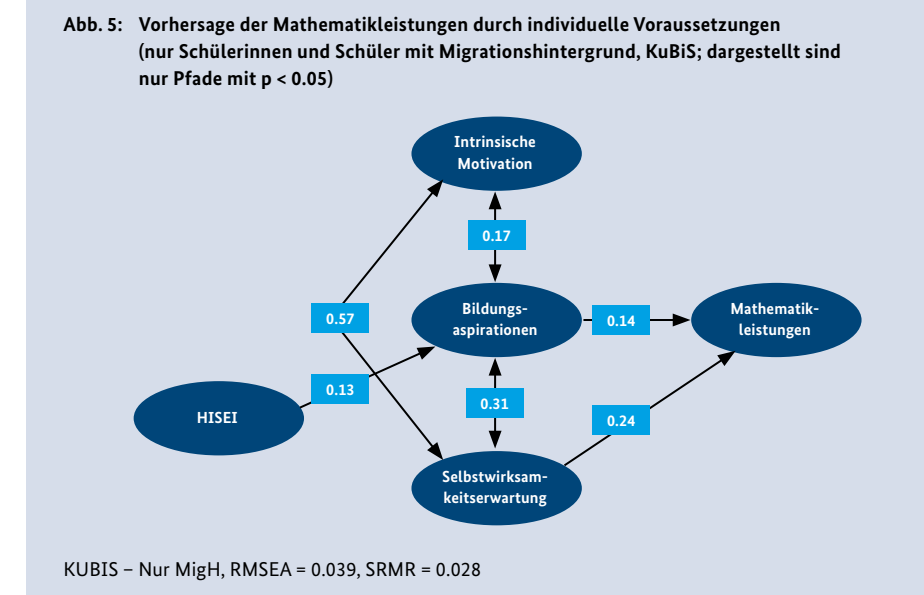 Abb. 5: Vorhersage der Mathematikleistungen durch individuelle Voraussetzungen
(nur Schülerinnen und Schüler mit Migrationshintergrund, KuBiS; dargestellt sind
nur Pfade mit p < 0.05)
Intrinsische
Motivation
0.17
0.57
Bildungs-
aspirationen
0.14
Mathematik-
leistungen
0.13
HISEI
0.31
0.24
Selbstwirksam-
keitserwartung
KUBIS – Nur MigH, RMSEA = 0.039, SRMR = 0.028